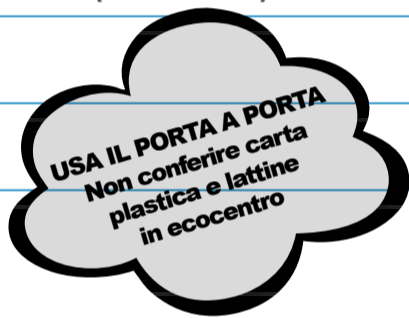 USA IL PORTA A PORTA
Non conferire carta
plastica e lattine
in ecocentro